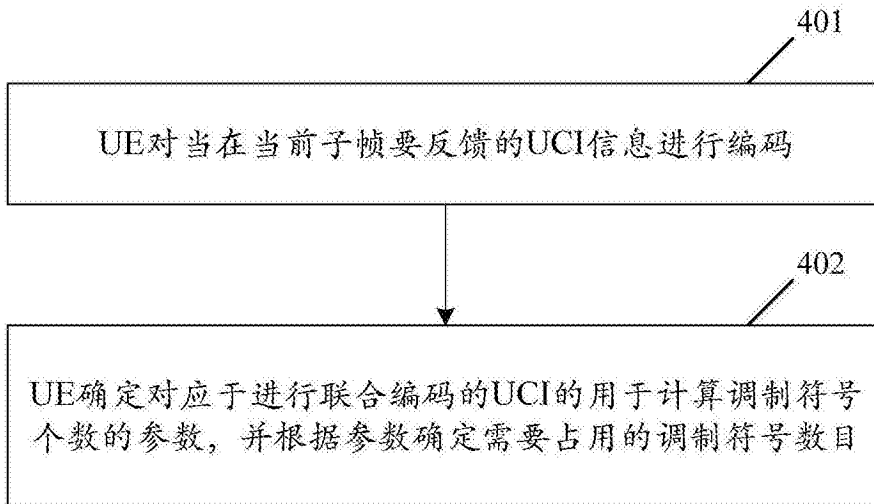 401
UE对当在当前子帧要反馈的UCI信息进行编码
402
UE确定对应于进行联合编码的UCI的用于计算调制符号
个数的参数，并根据参数确定需要占用的调制符号数目